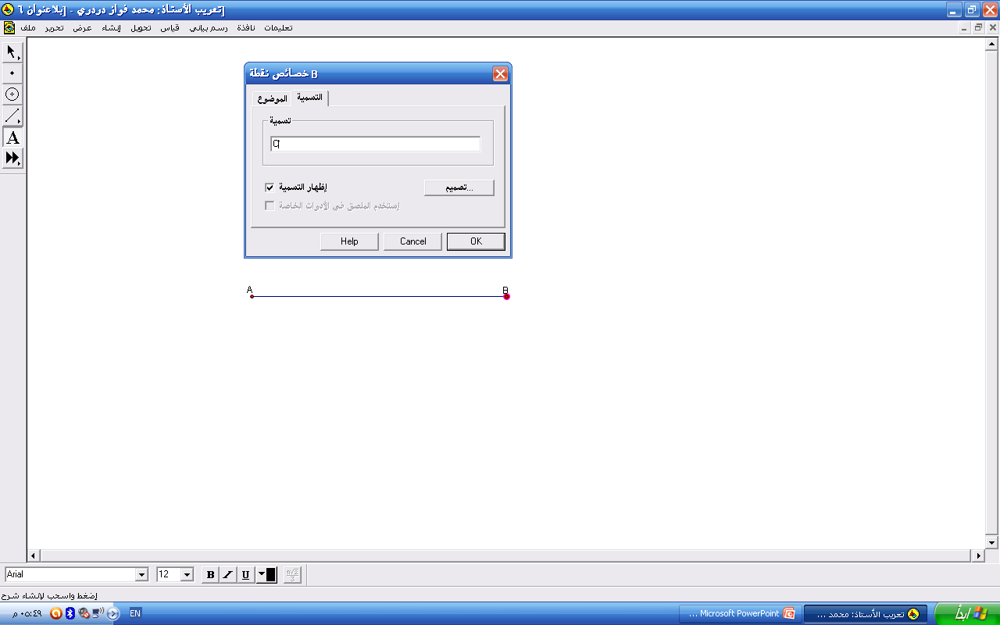 [تعريب الأستاذ: محمد فواز دردري - [بلاعنوان ٦
ملف تحرير عرض إنشاء تحويل قياس رسم بياني نافذة تعليمات
خصائص نقطة B
الموضوع التسمية
تسمية
C
إظهار التسمية
تصميم...
إستخدم الملصق في الأدوات الخاصة
Help Cancel OK
A B
A
Arial 12 B I U
إضغط واسحب لإنشاء شرح
٠٥:٤٩ م EN Microsoft PowerPoint ... تعريب الأستاذ: محمد ... ابدأ